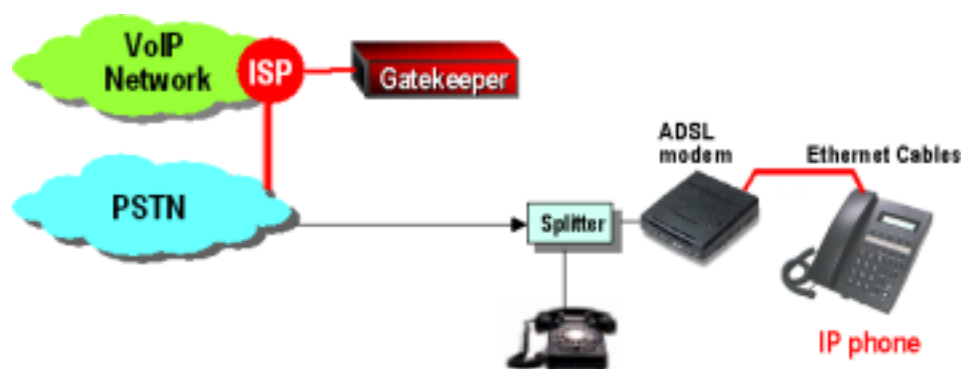 VoIP
Network
ISP
Gatekeeper
ADSL
modem
Ethernet Cables
PSTN
Splitter
IP phone